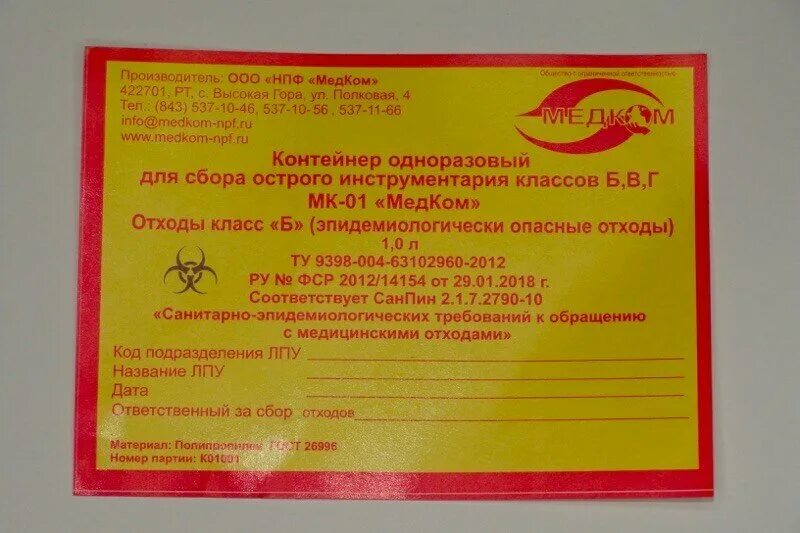 Производитель: ООО «НПФ «МедКом»
422701, РТ, с. Высокая Гора, ул. Полковая, 4
Тел.: (843) 537-10-46, 537-10-56 , 537-11-66
info@medkom-npf.ru
www.medkom-npf.ru
Общество с ограниченной ответственностью
МЕДКОМ
Контейнер одноразовый
для сбора острого инструментария классов Б,В,Г
МК-01 «МедКом»
Отходы класс «Б» (эпидемиологически опасные отходы)
1,0 л
ТУ 9398-004-63102960-2012
РУ № ФСР 2012/14154 от 29.01.2018 г.
Соответствует СанПин 2.1.7.2790-10
«Санитарно-эпидемиологических требований к обращению
с медицинскими отходами»
Код подразделения ЛПУ
Название ЛПУ
Дата
Ответственный за сбор отходов
Материал: Полипропилен ГОСТ 26996
Номер партии: К01001